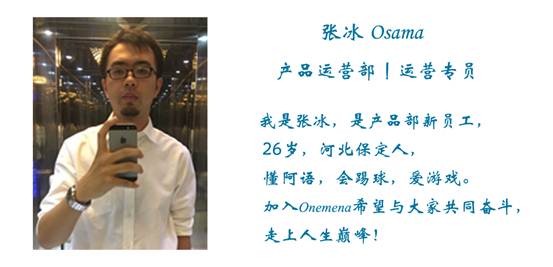 张冰 Osama
产品运营部丨运营专员
我是张冰，是产品部新员工，
26岁，河北保定人，
懂阿语，会踢球，爱游戏。
加入Onemena希望与大家共同奋斗，
走上人生巅峰！